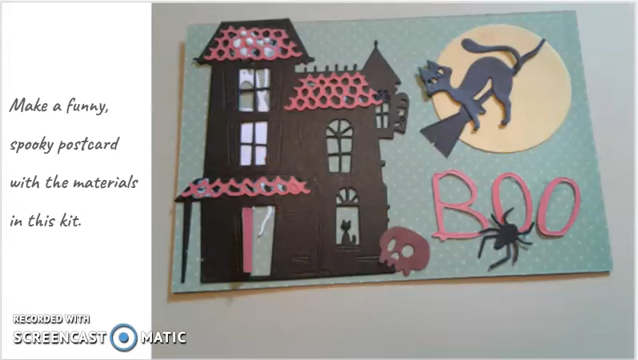 Make a funny,
spooky postcard
with the materials
in this kit.
BOO
RECORDED WITH
SCREENCAST MATIC